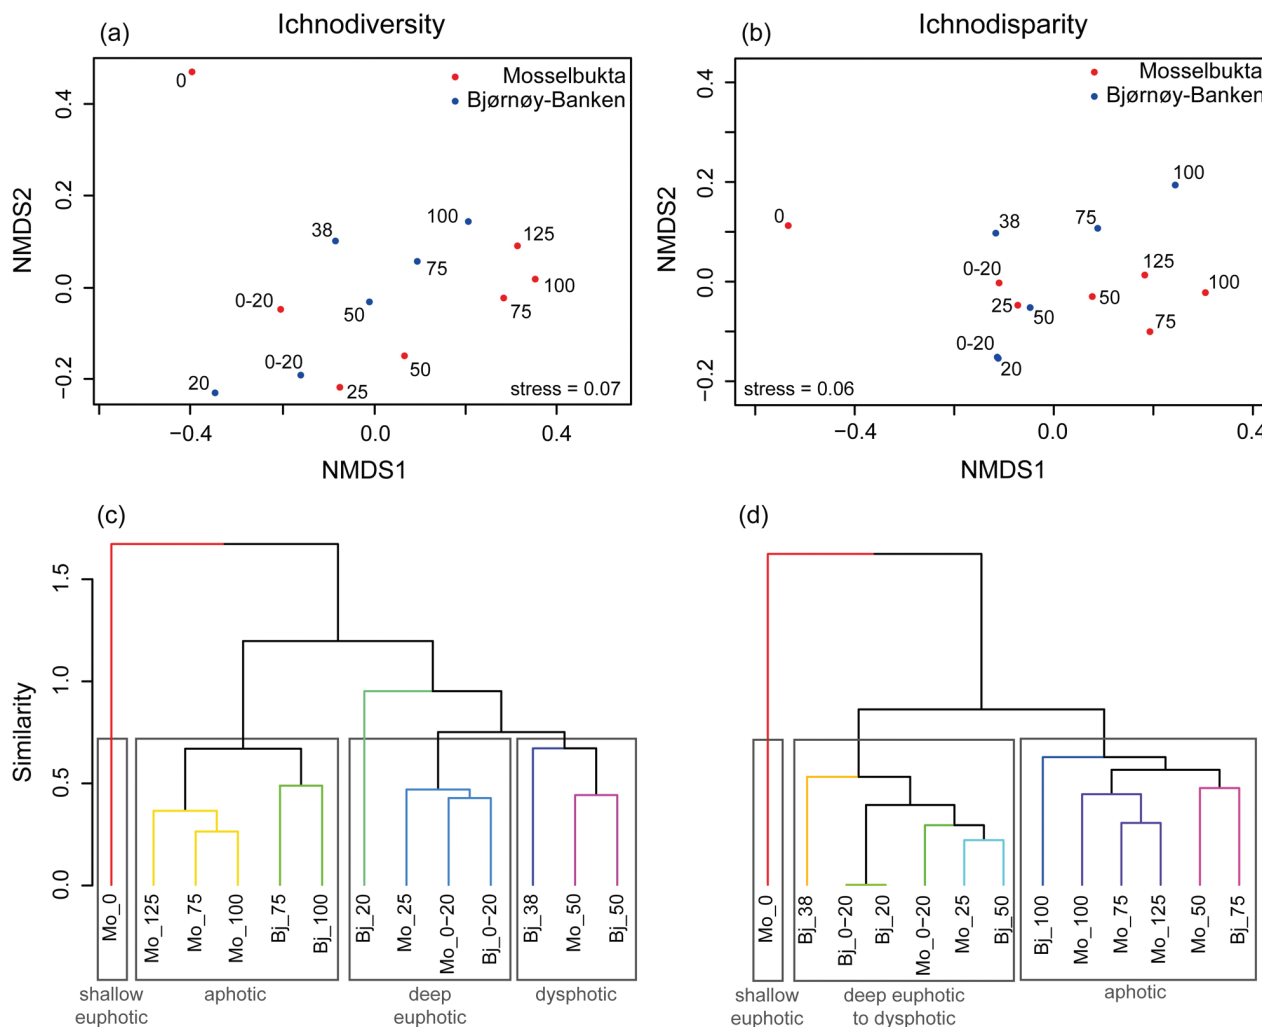 (a)
Ichnodiversity
Mosselbukta
Bjørnøy-Banken
0
38
100
125
75
100
75
50
0-20
0-20
20
25
50
stress = 0.07
NMDS2
0.4
0.2
0.0
−0.2
−0.4
0.0
0.4
NMDS1
(b)
Ichnodisparity
Mosselbukta
Bjørnøy-Banken
0
100
38
75
0-20
125
100
25
50
50
75
0-20
20
stress = 0.06
NMDS2
0.4
0.2
0.0
−0.2
−0.4
0.0
0.4
NMDS1
(c)
Similarity
1.5
1.0
0.5
0.0
Mo_0
Mo_125
Mo_75
Mo_100
Bj_75
Bj_100
Bj_20
Mo_25
Mo_0-20
Bj_0-20
Bj_38
Mo_50
Bj_50
shallow
euphotic
aphotic
deep
euphotic
dysphotic
(d)
Mo_0
Bj_38
Bj_0-20
Bj_20
Mo_0-20
Mo_25
Bj_50
Bj_100
Mo_100
Mo_75
Mo_125
Mo_50
Bj_75
shallow
euphotic
deep euphotic
to dysphotic
aphotic